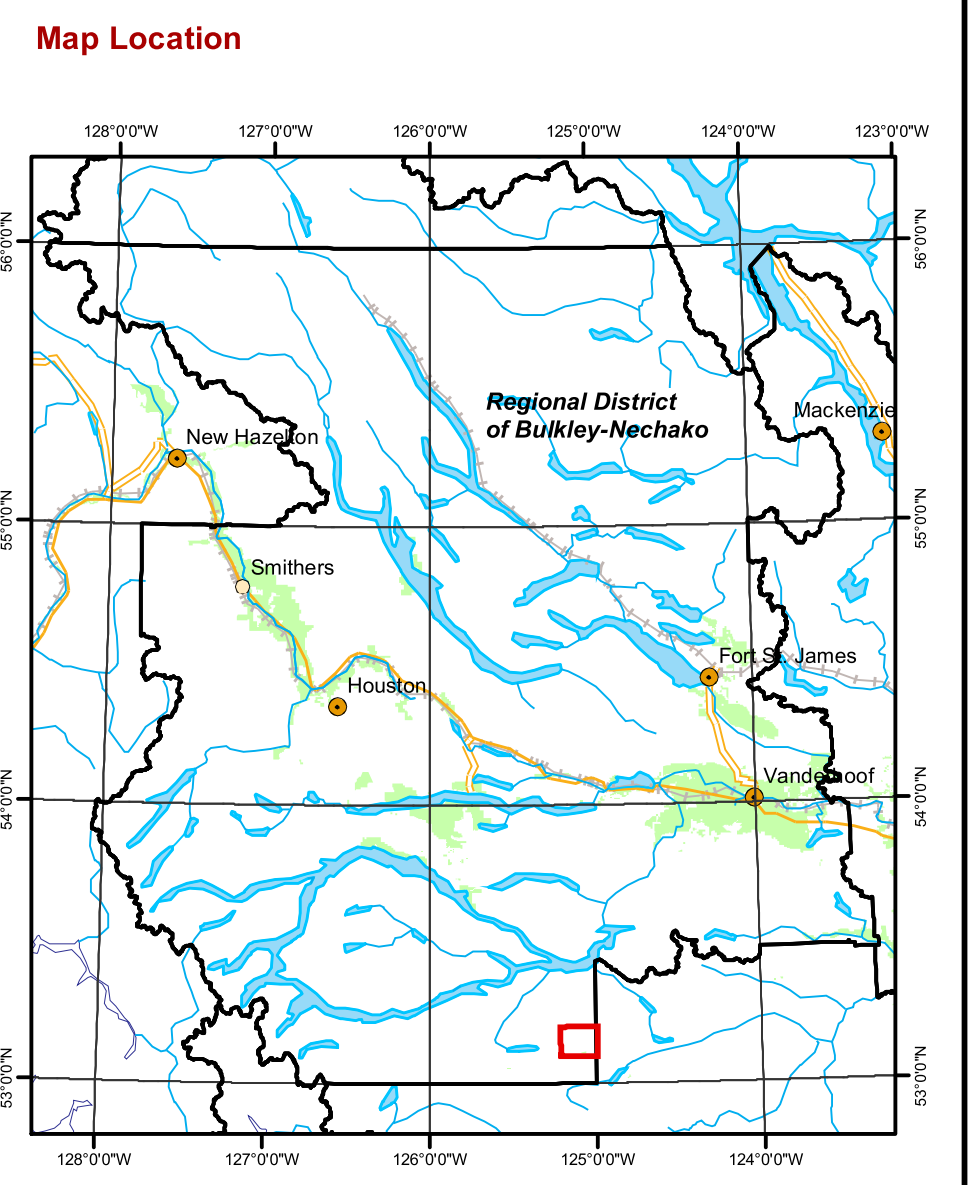 Map Location
128°0'0"W 127°0'0"W 126°0'0"W 125°0'0"W 124°0'0"W 123°0'0"W
56°0'0"N 56°0'0"N
Regional District
of Bulkley-Nechako
Mackenzie
New Hazelton
55°0'0"N 55°0'0"N
Smithers
Fort St. James
Houston
Vanderhoof
54°0'0"N 54°0'0"N
53°0'0"N 53°0'0"N
128°0'0"W 127°0'0"W 126°0'0"W 125°0'0"W 124°0'0"W